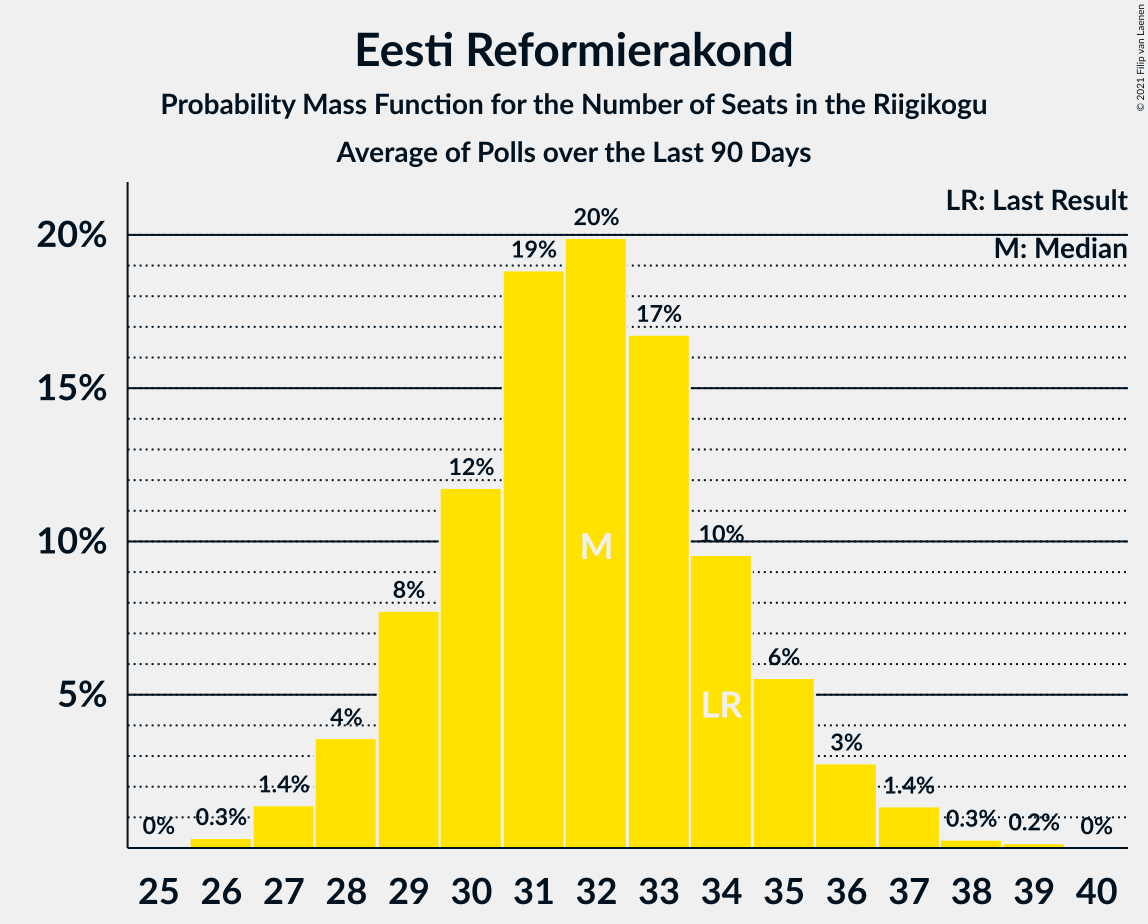 Eesti Reformierakond
Probability Mass Function for the Number of Seats in the Riigikogu
Average of Polls over the Last 90 Days
© 2021 Filip van Laenen
LR: Last Result
M: Median
20%
15%
10%
5%
0%
0.3%
1.4%
4%
8%
12%
19%
20%
17%
10%
6%
3%
1.4%
0.3%
0.2%
0%
M
LR
25 26 27 28 29 30 31 32 33 34 35 36 37 38 39 40